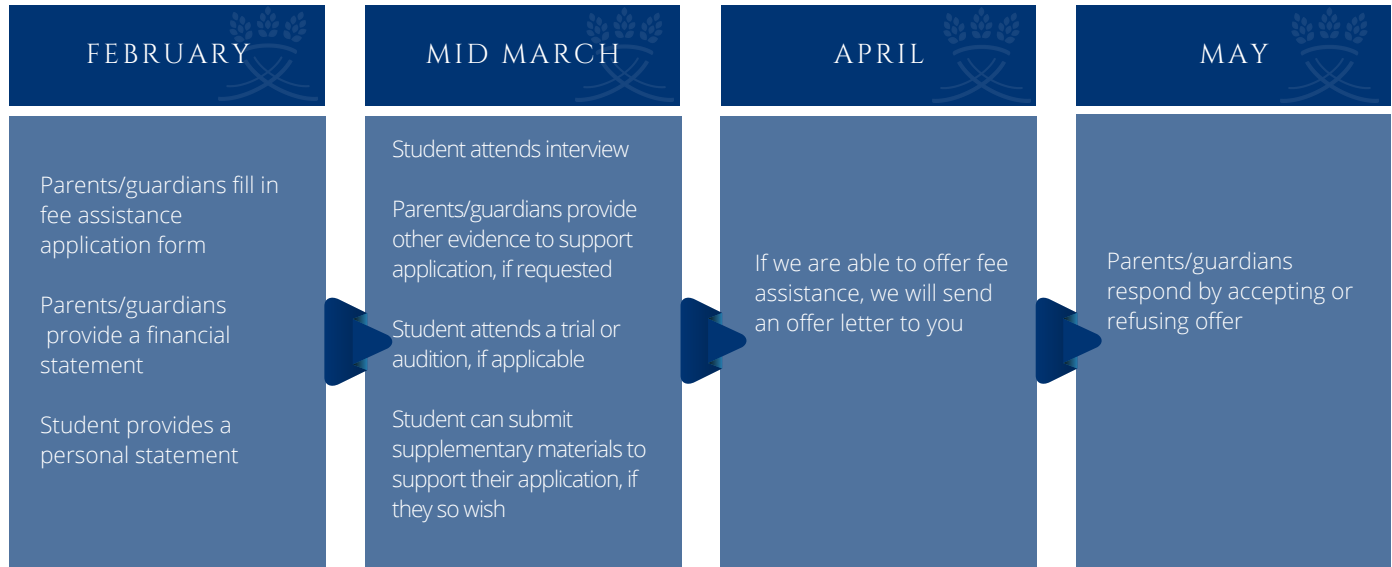 FEBRUARY
Parents/guardians fill in
fee assistance
application form
Parents/guardians
provide a financial
statement
Student provides a
personal statement
MID MARCH
Student attends interview
Parents/guardians provide
other evidence to support
application, if requested
Student attends a trial or
audition, if applicable
Student can submit
supplementary materials to
support their application, if
they so wish
APRIL
If we are able to offer fee
assistance, we will send
an offer letter to you
MAY
Parents/guardians
respond by accepting or
refusing offer